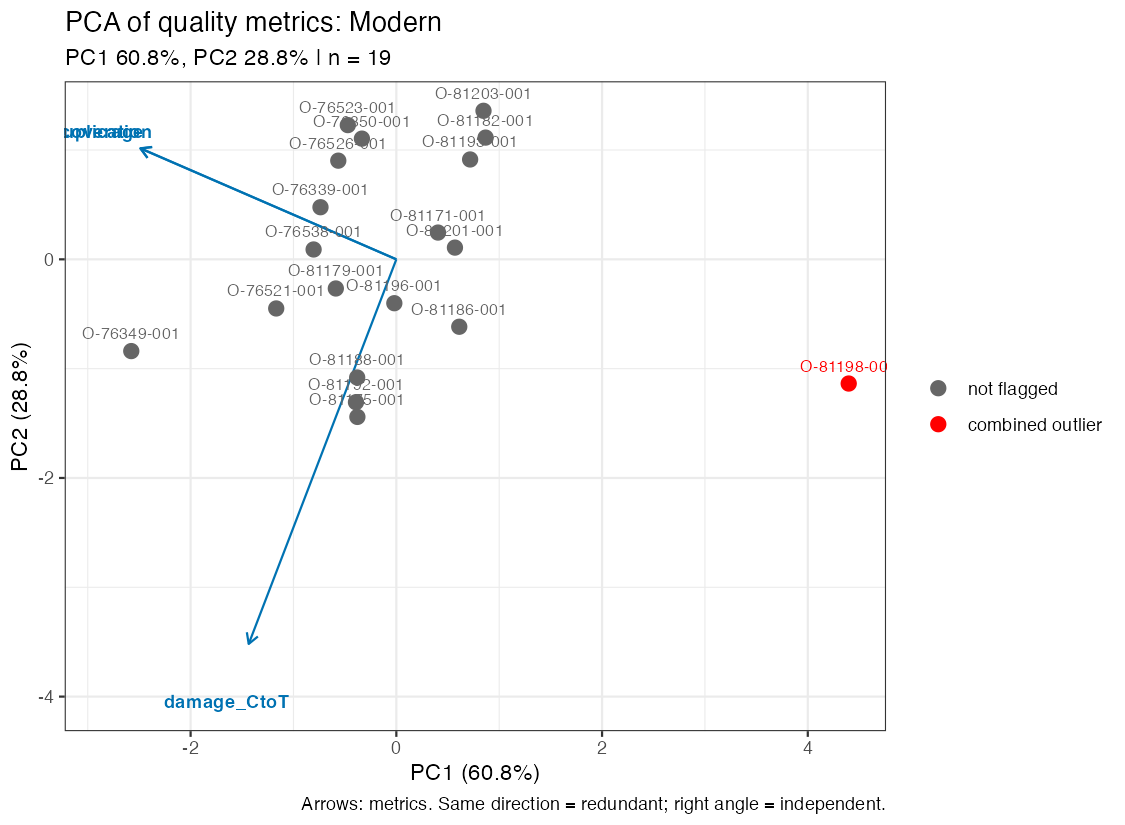 PCA of quality metrics: Modern
PC1 60.8%, PC2 28.8% | n = 19
O-81203-001
O-76523-001
O-81182-001
O-76526-001
O-76339-001
O-81171-001
O-76538-001
O-81179-001
O-81196-001
O-76521-001
O-81186-001
O-76349-001
O-81188-001
O-81198-00
damage_CtoT
0
-2
-4
-2
0
2
4
PC2 (28.8%)
PC1 (60.8%)
not flagged
combined outlier
Arrows: metrics. Same direction = redundant; right angle = independent.